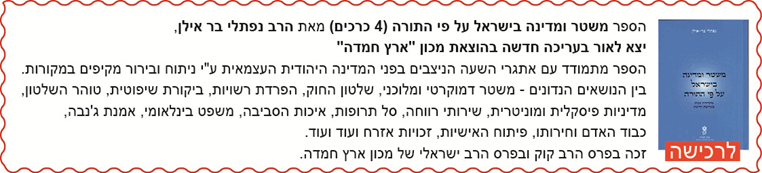 הספר משטר ומדינה בישראל על פי התורה (4 כרכים) מאת הרב נפתלי בר אילן,
יצא לאור בעריכה חדשה בהוצאת מכון "ארץ חמדה"
הספר מתמודד עם אתגרי השעה הניצבים בפני המדינה היהודית העצמאית ע"י ניתוח ובירור מקיפים במקורות.
בין הנושאים הנדונים - משטר דמוקרטי ומלוכני, שלטון החוק, הפרדת רשויות, ביקורת שיפוטית, טוהר השלטון,
מדיניות פיסקלית ומוניטרית, שירותי רווחה, סל תרופות, איכות הסביבה, משפט בינלאומי, אמנת ג'נבה,
כבוד האדם וחירותו, פיתוח האישיות, זכויות אזרח ועוד ועוד.
זכה בפרס הרב קוק ובפרס הרב ישראלי של מכון ארץ חמדה.
נפתלי בר אילן
משטר ומדינה
בישראל
על פי התורה
לרכישה